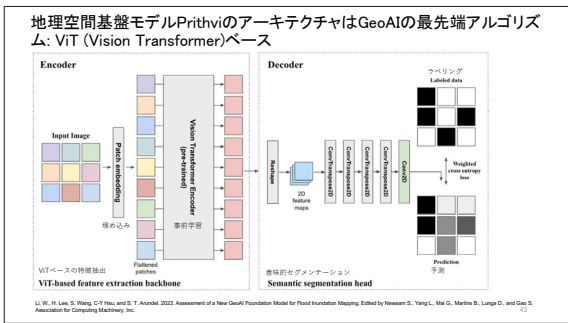 地理空間基盤モデルPrithviのアーキテクチャはGeoAIの最先端アルゴリズ
ム: ViT (Vision Transformer)ベース
Encoder
Input Image
Patch embedding
埋め込み
Flattened
patches
Vision Transformer Encoder
(pre-trained)
事前学習
ViTベースの特徴抽出
ViT-based feature extraction backbone
Decoder
Reshape
2D
feature
maps
ConvTranspose2D
ConvTranspose2D
ConvTranspose2D
ConvTranspose2D
Conv2D
ラベリング
Labeled data
Weighted
cross entropy
loss
Prediction
予測
意味的セグメンテーション
Semantic segmentation head
Li, W., H. Lee, S. Wang, C-Y Hsu, and S. T. Arundel. 2023. Assessment of a New GeoAI Foundation Model for Flood Inundation Mapping. Edited by Newsam S., Yang L., Mai G., Martins B., Lunga D., and Gao S.
Association for Computing Machinery, Inc.
43